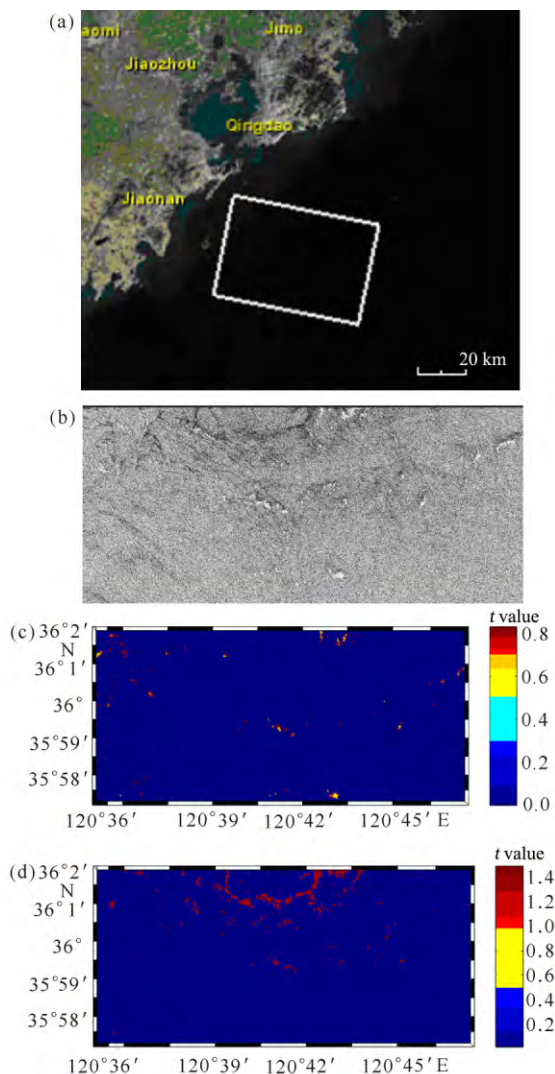 (a)
aomi
Jimo
Jiaozhou
Qingdao
Jiaonan
20 km
(b)
(c)
t value
36°2′
N
36°1′
36°
35°59′
35°58′
120°36′ 120°39′ 120°42′ 120°45′ E
0.8
0.6
0.4
0.2
0.0
(d)
t value
36°2′
N
36°1′
36°
35°59′
35°58′
120°36′ 120°39′ 120°42′ 120°45′ E
1.4
1.2
1.0
0.8
0.6
0.4
0.2